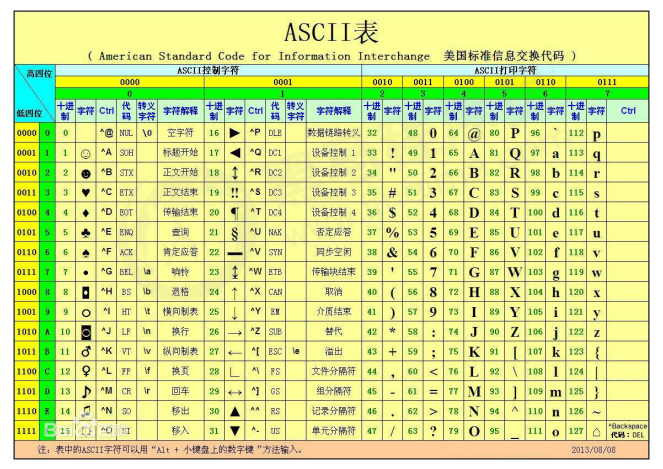 ASCII表
( American Standard Code for Information Interchange 美国标准信息交换代码 )
高四位 ASCII控制字符 ASCII打印字符
0000 0001 0010 0011 0100 0101 0110 0111
0 1 2 3 4 5 6 7
低四位 十进制 字符 Ctrl 代码 转义字符 字符解释 十进制 字符 Ctrl 代码 转义字符 字符解释 十进制 字符 十进制 字符 十进制 字符 十进制 字符 十进制 字符 十进制 字符 Ctrl
0000 0 0 ^@ NUL \0 空字符 16 ► ^P DLE 数据链路转义 32 48 0 64 @ 80 P 96 ` 112 p
0001 1 1 ☺ ^A SOH 标题开始 17 ◄ ^Q DC1 设备控制 1 33 ! 49 1 65 A 81 Q 97 a 113 q
0010 2 2 ☻ ^B STX 正文开始 18 ↕ ^R DC2 设备控制 2 34 " 50 2 66 B 82 R 98 b 114 r
0011 3 3 ♥ ^C ETX 正文结束 19 ‼ ^S DC3 设备控制 3 35 # 51 3 67 C 83 S 99 c 115 s
0100 4 4 ♦ ^D EOT 传输结束 20 ¶ ^T DC4 设备控制 4 36 $ 52 4 68 D 84 T 100 d 116 t
0101 5 5 ♣ ^E ENQ 查询 21 § ^U NAK 否定应答 37 % 53 5 69 E 85 U 101 e 117 u
0110 6 6 ♠ ^F ACK 肯定应答 22 ▬ ^V SYN 同步空闲 38 & 54 6 70 F 86 V 102 f 118 v
0111 7 7 • ^G BEL \a 响铃 23 ↨ ^W ETB 传输块结束 39 ' 55 7 71 G 87 W 103 g 119 w
1000 8 8 ◘ ^H BS \b 退格 24 ↑ ^X CAN 取消 40 ( 56 8 72 H 88 X 104 h 120 x
1001 9 9 ○ ^I HT \t 横向制表 25 ↓ ^Y EM 介质结束 41 ) 57 9 73 I 89 Y 105 i 121 y
1010 A 10 ◙ ^J LF \n 换行 26 → ^Z SUB 替代 42 * 58 : 74 J 90 Z 106 j 122 z
1011 B 11 ♂ ^K VT \v 纵向制表 27 ← ^[ ESC \e 溢出 43 + 59 ; 75 K 91 [ 107 k 123 {
1100 C 12 ♀ ^L FF \f 换页 28 ∟ ^\ FS 文件分隔符 44 , 60 < 76 L 92 \ 108 l 124 |
1101 D 13 ♪ ^M CR \r 回车 29 ↔ ^] GS 组分隔符 45 - 61 = 77 M 93 ] 109 m 125 }
1110 E 14 ♫ ^N SO 移出 30 ▲ ^^ RS 记录分隔符 46 . 62 > 78 N 94 ^ 110 n 126 ~
1111 15 ^O SI 移入 31 ▼ ^- US 单元分隔符 47 / 63 ? 79 O 95 _ 111 o 127 ⌂ ^Backspace 代码: DEL
注: 表中的ASCII字符可以用 "Alt + 小键盘上的数字键" 方法输入。 2013/08/08